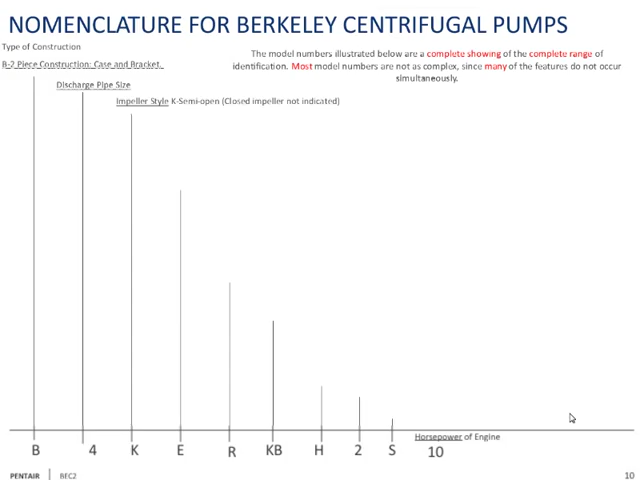 NOMENCLATURE FOR BERKELEY CENTRIFUGAL PUMPS
Type of Construction
B-2 Piece Construction: Case and Bracket.
The model numbers illustrated below are a complete showing of the complete range of
identification. Most model numbers are not as complex, since many of the features do not occur
simultaneously.
Discharge Pipe Size
Impeller Style K-Semi-open (Closed impeller not indicated)
Horsepower of Engine
B 4 K E R KB H 2 S 10
PENTAIR | BEC2
10